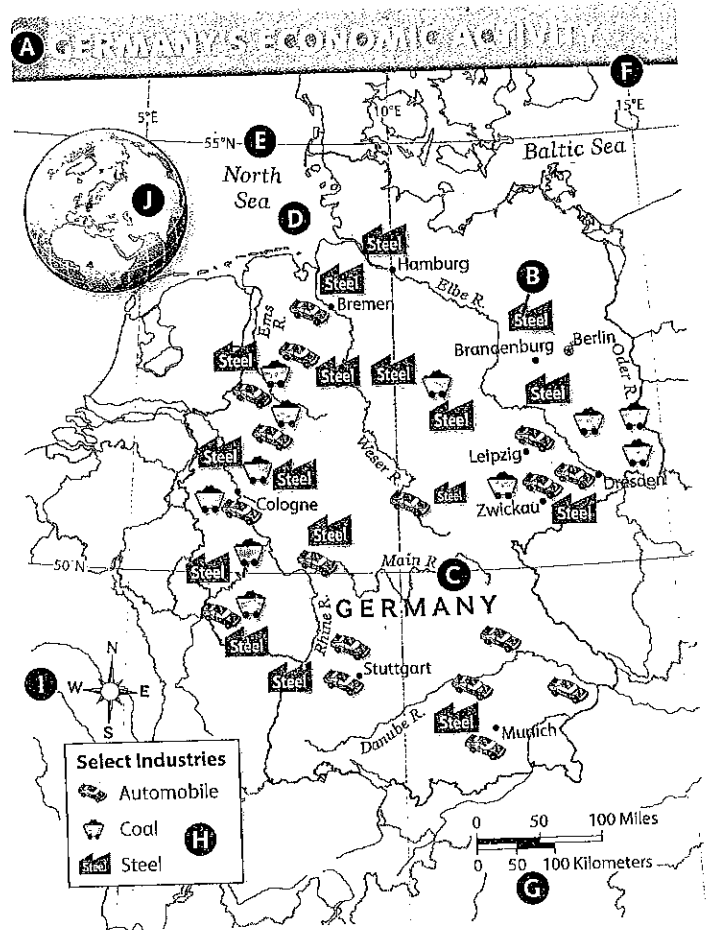 A GERMANY'S ECONOMIC ACTIVITY
F
5°E
10°E
15°E
55°N
E
Baltic Sea
North
Sea
J
D
Steel
Hamburg
B
Steel
Bremen
Elbe R.
Ems
R.
Steel
Berlin
Brandenburg
Oder R.
Steel
Steel
Steel
Steel
Steel
Weser R.
Leipzig
Steel
Steel
Dresden
Cologne
Steel
Zwickau
Steel
Steel
50°N
Main R.
C
Steel
GERMANY
Rhine R.
Steel
Stuttgart
Steel
I
N
W
E
S
Danube R.
Steel
Munich
Select Industries
Automobile
Coal
H
Steel
Steel
0 50 100 Miles
0 50 100 Kilometers
G